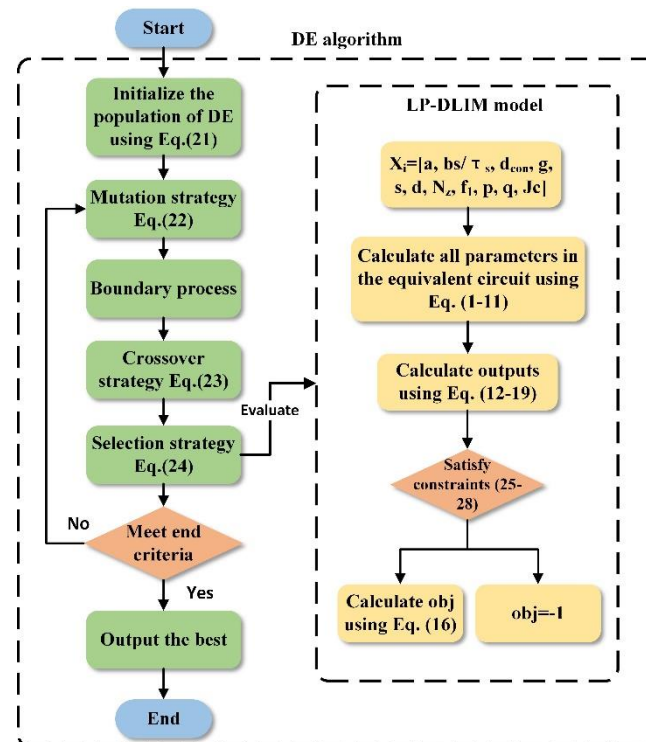 Start
DE algorithm
Initialize the
population of DE
using Eq.(21)
Mutation strategy
Eq.(22)
Boundary process
Crossover
strategy Eq.(23)
Evaluate
Selection strategy
Eq.(24)
No
Meet end
criteria
Yes
Output the best
End
LP-DLIM model
Xi=|a, bs/ τ s, dcon, g,
s, d, Nz, f1, p, q, Jc|
Calculate all parameters in
the equivalent circuit using
Eq. (1-11)
Calculate outputs
using Eq. (12-19)
Satisfy
constraints (25-
28)
Calculate obj
using Eq. (16)
obj=-1